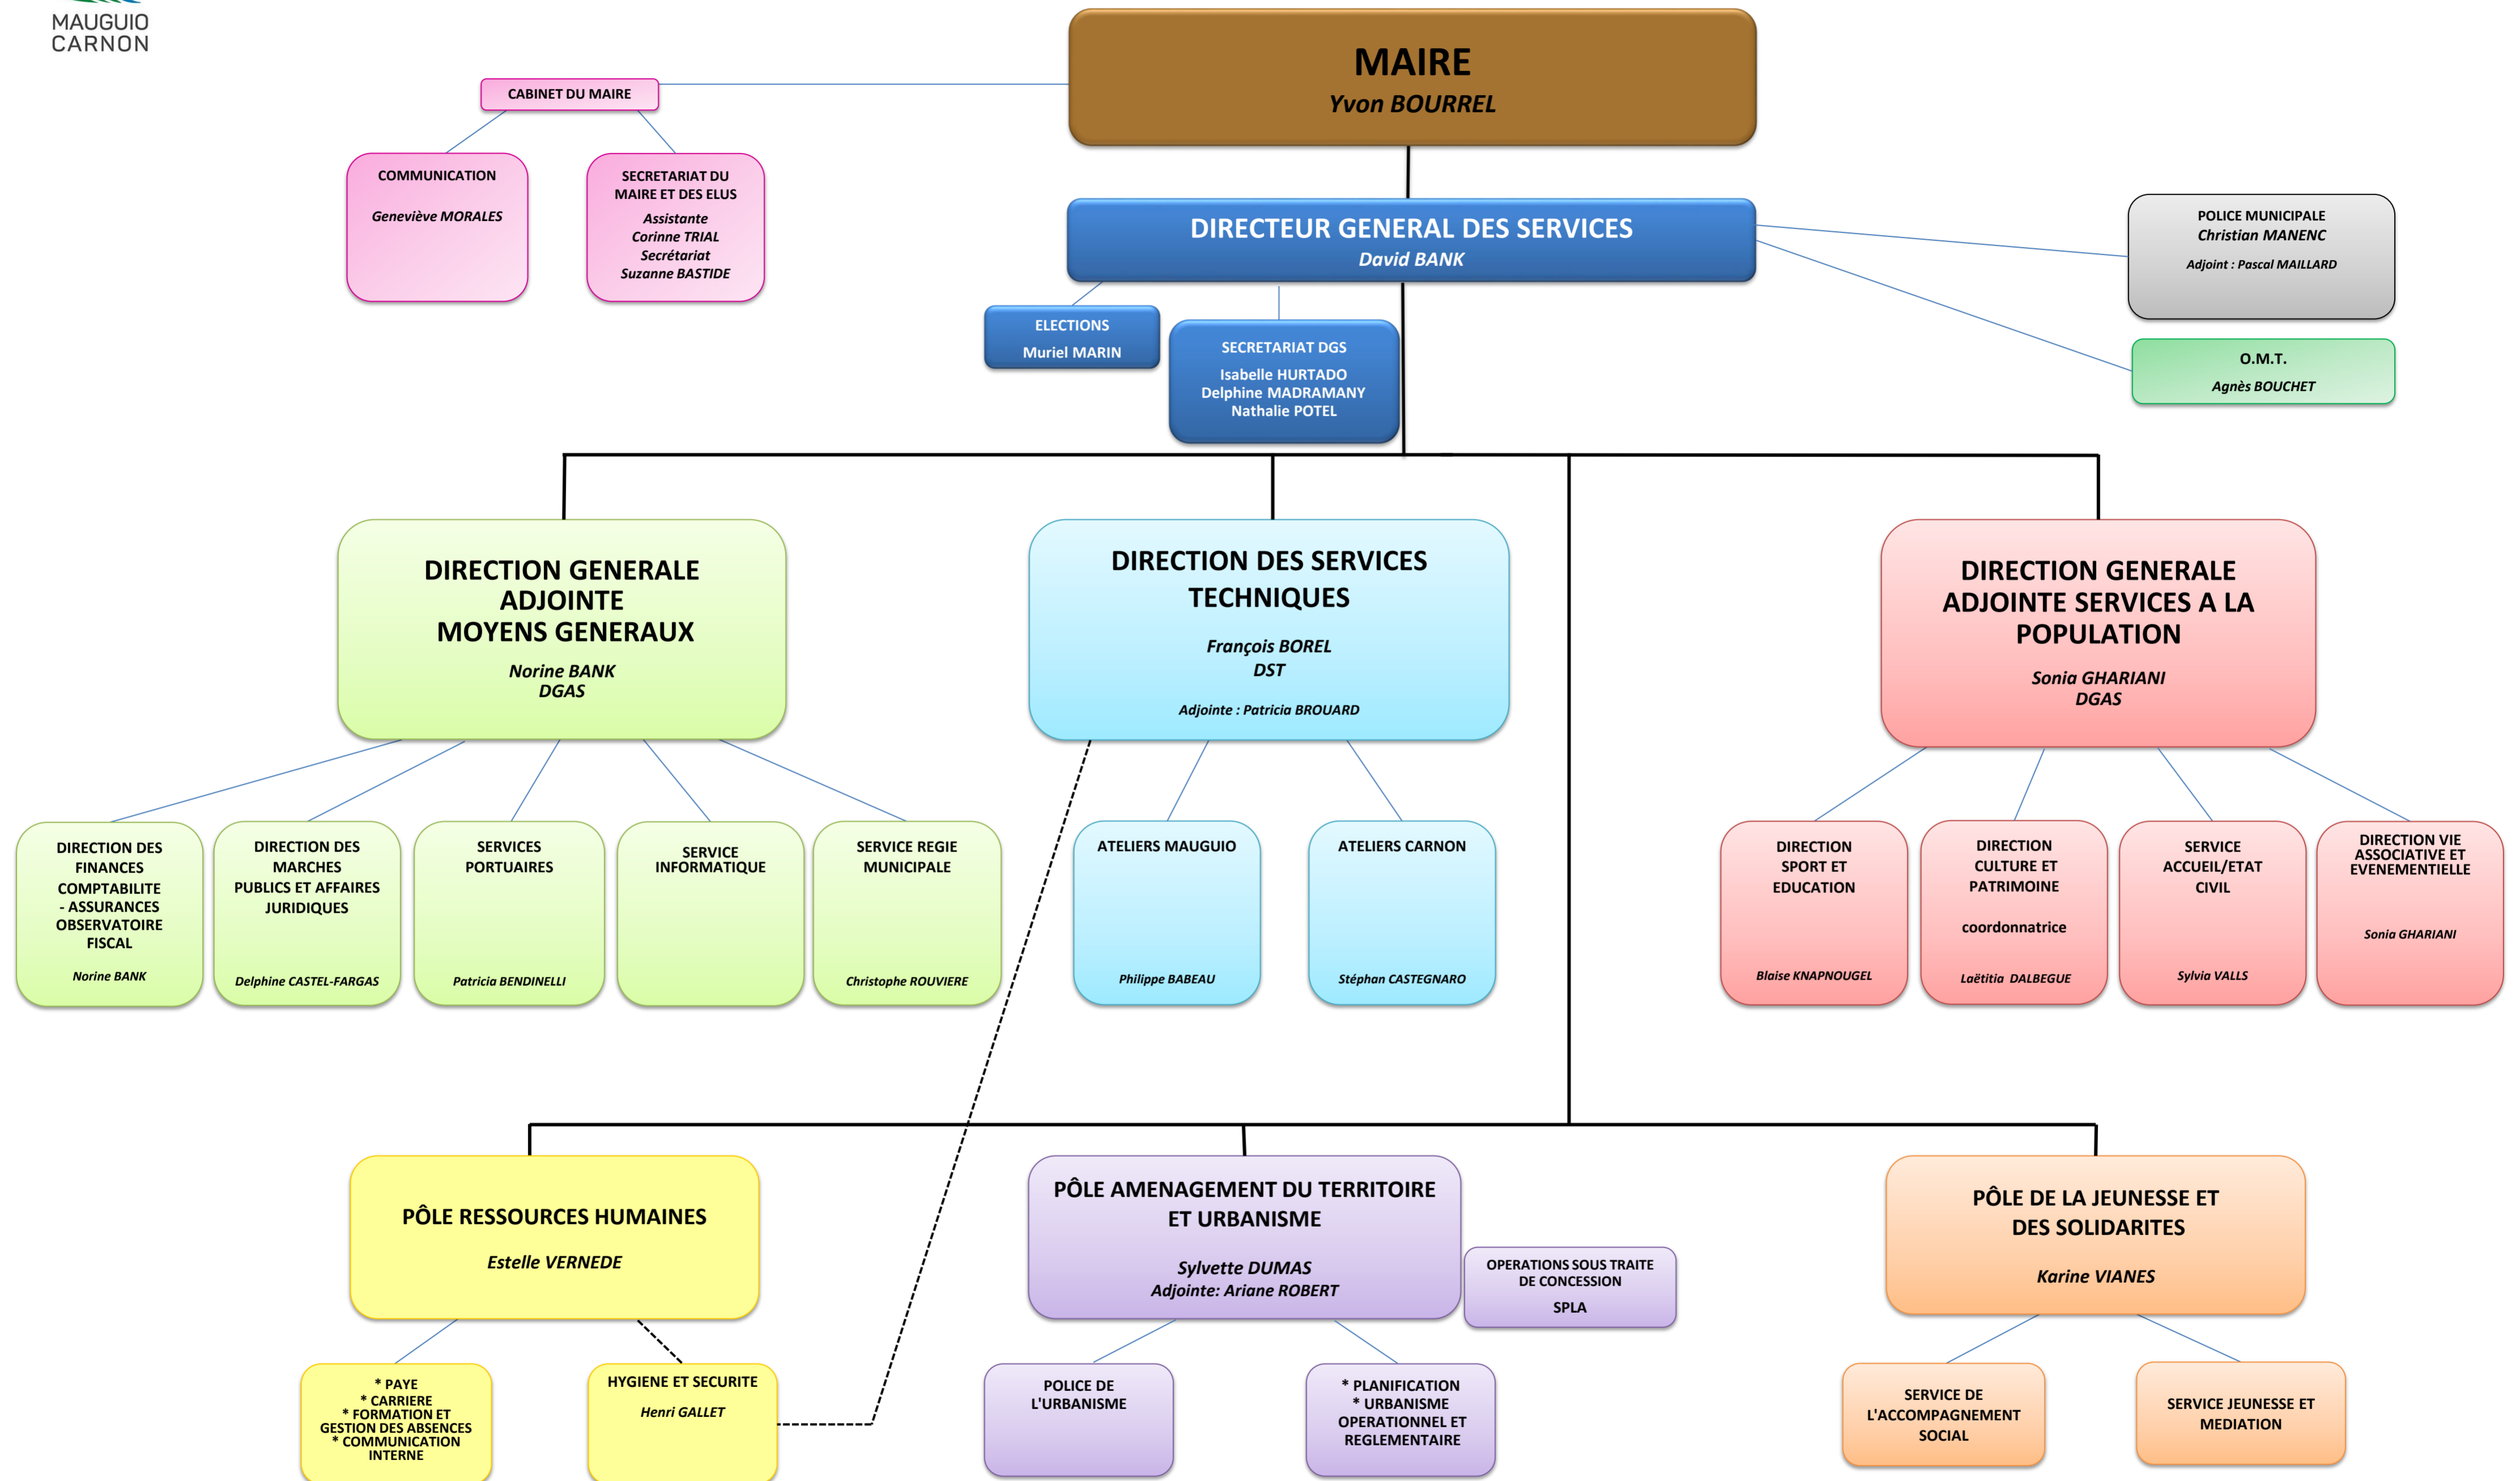 MAUGUIO
CARNON
MAIRE
Yvon BOURREL
CABINET DU MAIRE
COMMUNICATION
Geneviève MORALES
SECRETARIAT DU
MAIRE ET DES ELUS
Assistante
Corinne TRIAL
Secrétariat
Suzanne BASTIDE
DIRECTEUR GENERAL DES SERVICES
David BANK
POLICE MUNICIPALE
Christian MANENC
Adjoint : Pascal MAILLARD
ELECTIONS
Muriel MARIN
SECRETARIAT DGS
Isabelle HURTADO
Delphine MADRAMANY
Nathalie POTEL
O.M.T.
Agnès BOUCHET
DIRECTION GENERALE
ADJOINTE
MOYENS GENERAUX
Norine BANK
DGAS
DIRECTION DES SERVICES
TECHNIQUES
François BOREL
DST
Adjointe : Patricia BROUARD
DIRECTION GENERALE
ADJOINTE SERVICES A LA
POPULATION
Sonia GHARIANI
DGAS
DIRECTION DES
FINANCES
COMPTABILITE
- ASSURANCES
OBSERVATOIRE
FISCAL
Norine BANK
DIRECTION DES
MARCHES
PUBLICS ET AFFAIRES
JURIDIQUES
Delphine CASTEL-FARGAS
SERVICES
PORTUAIRES
Patricia BENDINELLI
SERVICE
INFORMATIQUE
SERVICE REGIE
MUNICIPALE
Christophe ROUVIERE
ATELIERS MAUGUIO
Philippe BABEAU
ATELIERS CARNON
Stéphan CASTEGNARO
DIRECTION
SPORT ET
EDUCATION
Blaise KNAPNOUGEL
DIRECTION
CULTURE ET
PATRIMOINE
coordonnatrice
Laëtitia DALBEGUE
SERVICE
ACCUEIL/ETAT
CIVIL
Sylvia VALLS
DIRECTION VIE
ASSOCIATIVE ET
EVENEMENTIELLE
Sonia GHARIANI
PÔLE RESSOURCES HUMAINES
Estelle VERNEDE
PÔLE AMENAGEMENT DU TERRITOIRE
ET URBANISME
Sylvette DUMAS
Adjointe: Ariane ROBERT
OPERATIONS SOUS TRAITE
DE CONCESSION
SPLA
PÔLE DE LA JEUNESSE ET
DES SOLIDARITES
Karine VIANES
* PAYE
* CARRIERE
* FORMATION ET
GESTION DES ABSENCES
* COMMUNICATION
INTERNE
HYGIENE ET SECURITE
Henri GALLET
POLICE DE
L'URBANISME
* PLANIFICATION
* URBANISME
OPERATIONNEL ET
REGLEMENTAIRE
SERVICE DE
L'ACCOMPAGNEMENT
SOCIAL
SERVICE JEUNESSE ET
MEDIATION